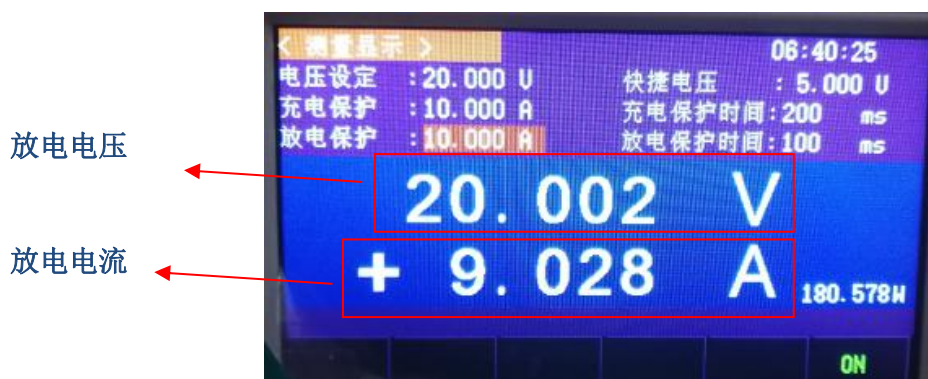 < 测量显示 > 06:40:25
电压设定 :20.000 V 快捷电压 : 5.000 V
充电保护 :10.000 A 充电保护时间:200 ms
放电保护 :10.000 A 放电保护时间:100 ms
放电电压
20.002 V
放电电流
+ 9.028 A 180.578W
ON